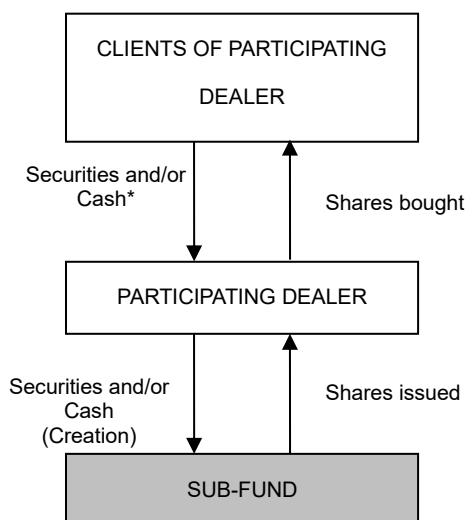 CLIENTS OF PARTICIPATING
DEALER
Securities and/or
Cash*
Shares bought
PARTICIPATING DEALER
Securities and/or
Cash
(Creation)
Shares issued
SUB-FUND